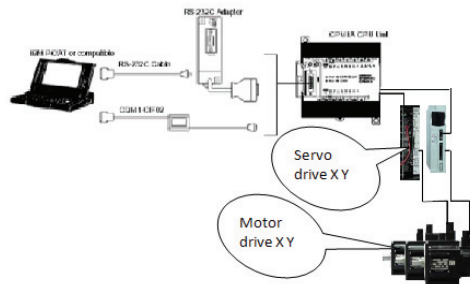 RS-232C Adapter
CPM1A CPU Unit
IBM PC/AT or compatible
RS-232C Cable
CQM1-CIF02
Servo
drive X Y
Motor
drive X Y